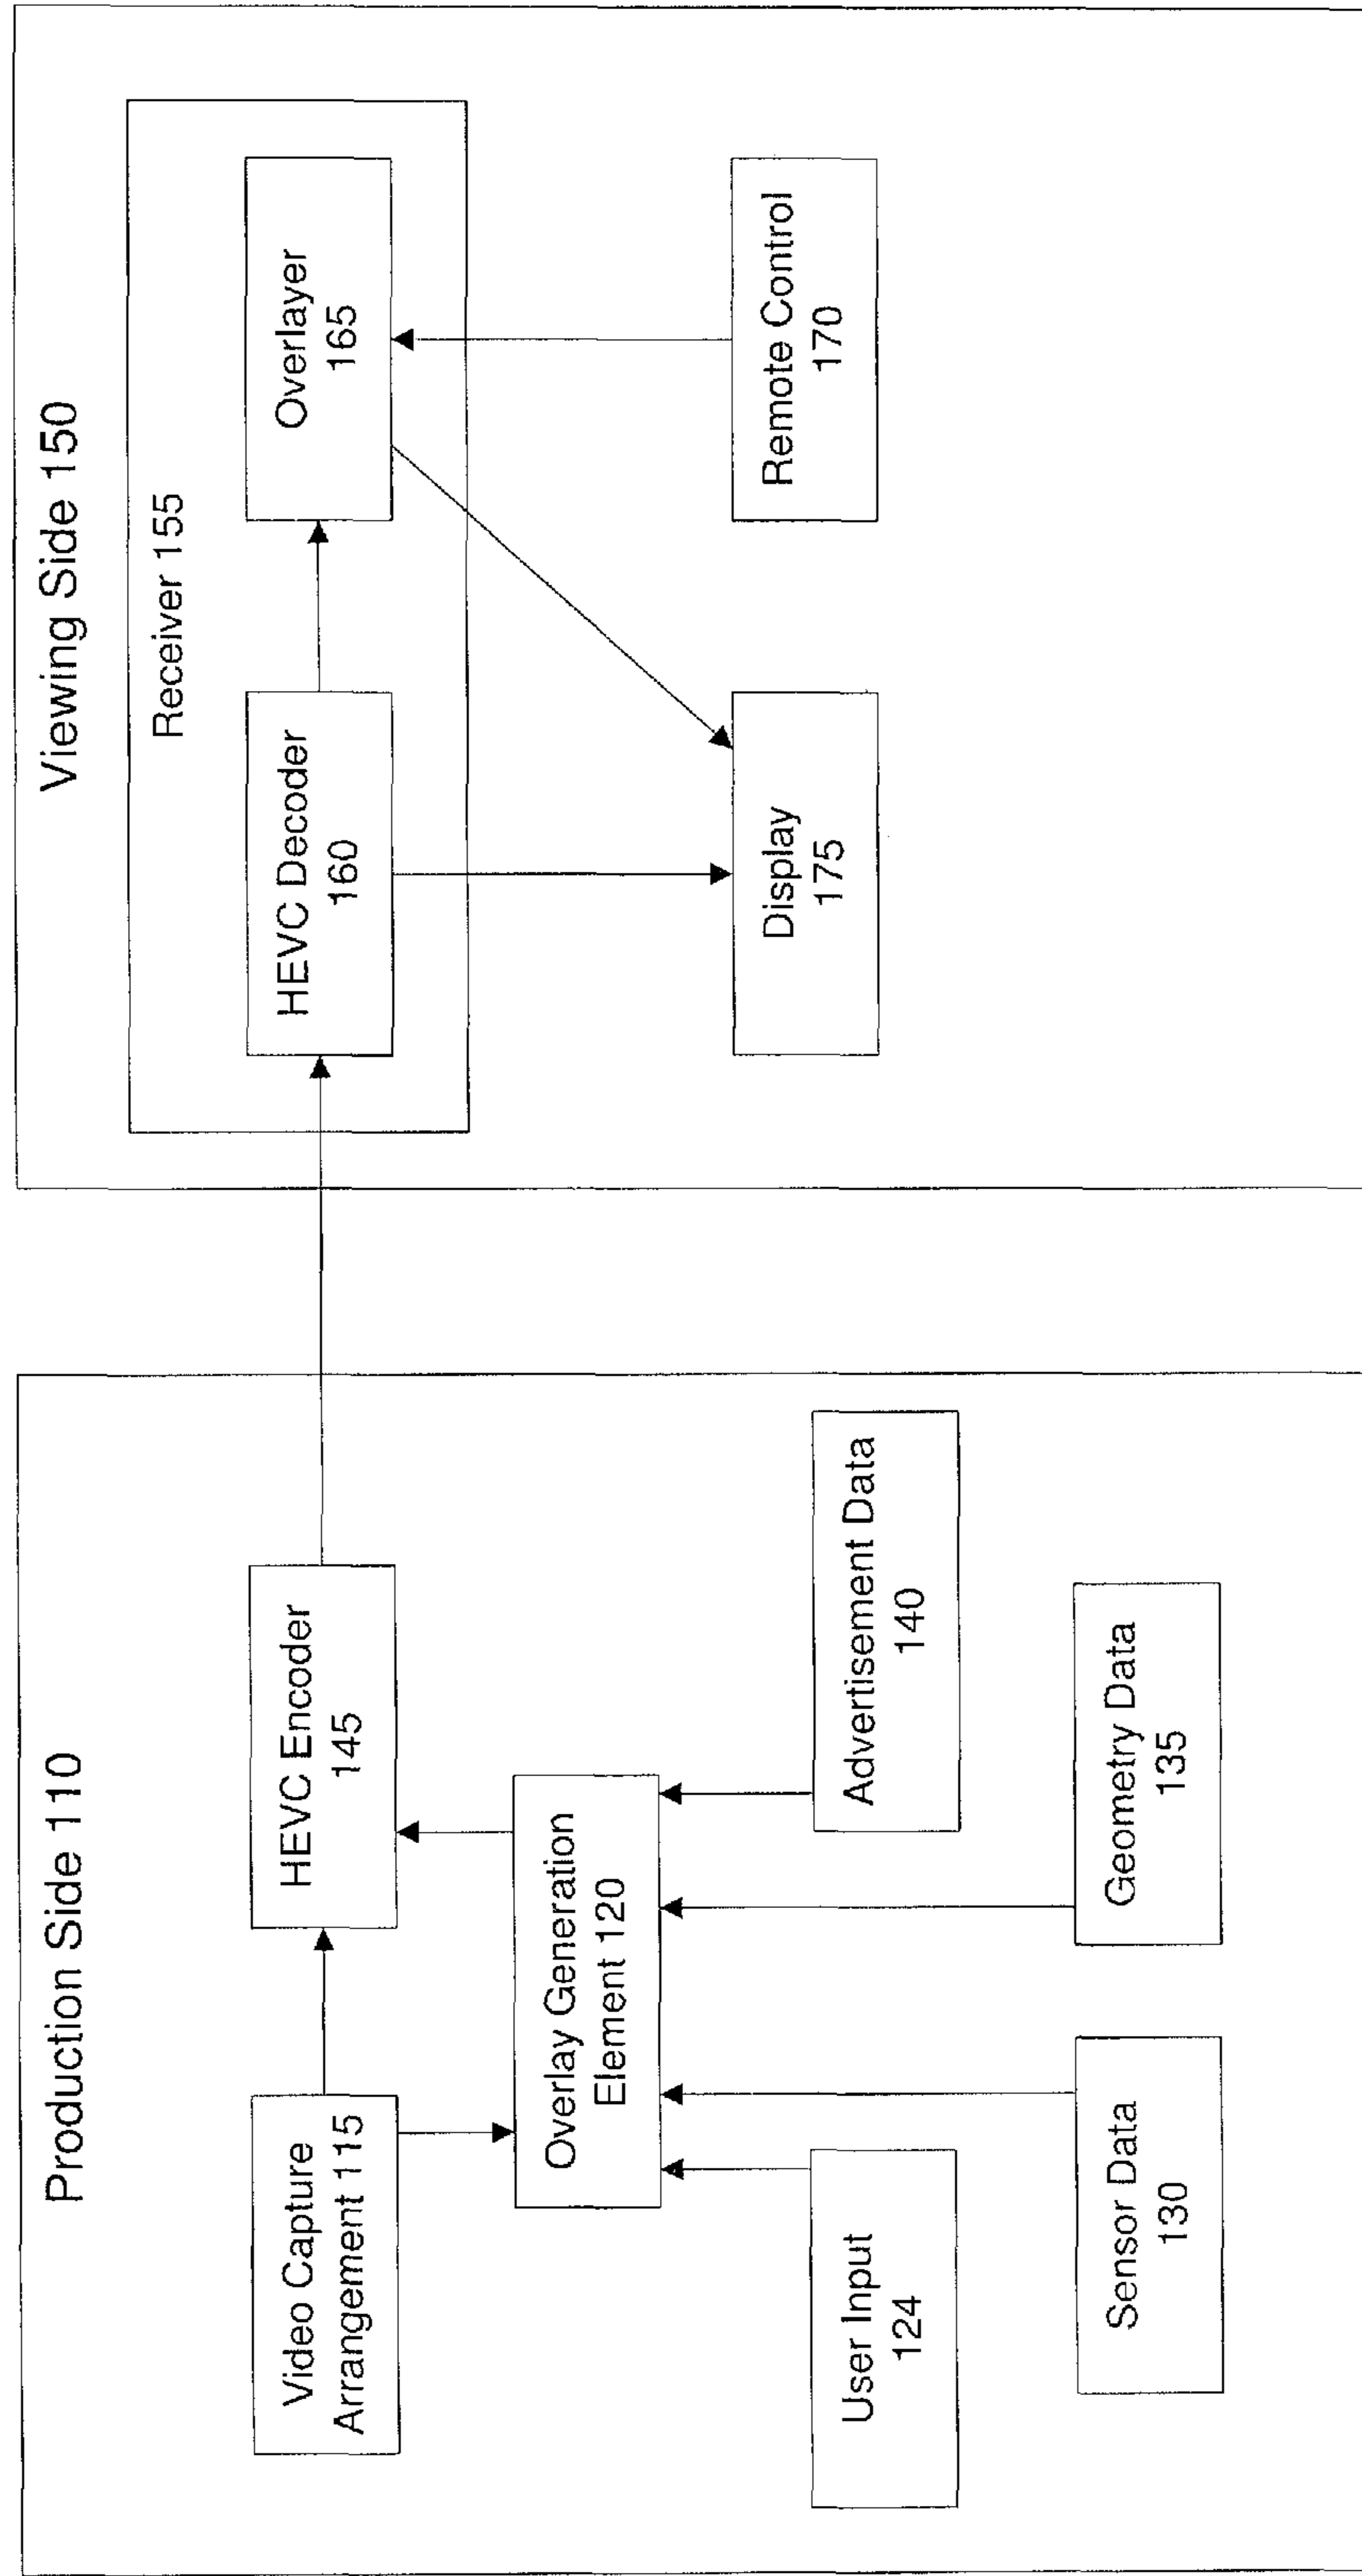 Production Side 110
Video Capture
Arrangement 115
HEVC Encoder
145
Overlay Generation
Element 120
User Input
124
Advertisement Data
140
Sensor Data
130
Geometry Data
135
Viewing Side 150
Receiver 155
HEVC Decoder
160
Overlayer
165
Display
175
Remote Control
170